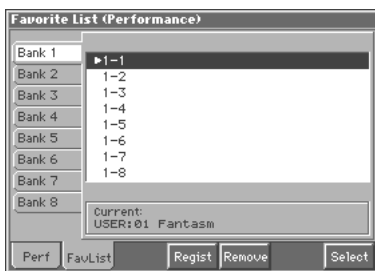 Favorite List (Performance)
Bank 1
Bank 2
Bank 3
Bank 4
Bank 5
Bank 6
Bank 7
Bank 8
1-1
1-2
1-3
1-4
1-5
1-6
1-7
1-8
Current:
USER:01 Fantasm
Perf FavList Regist Remove Select